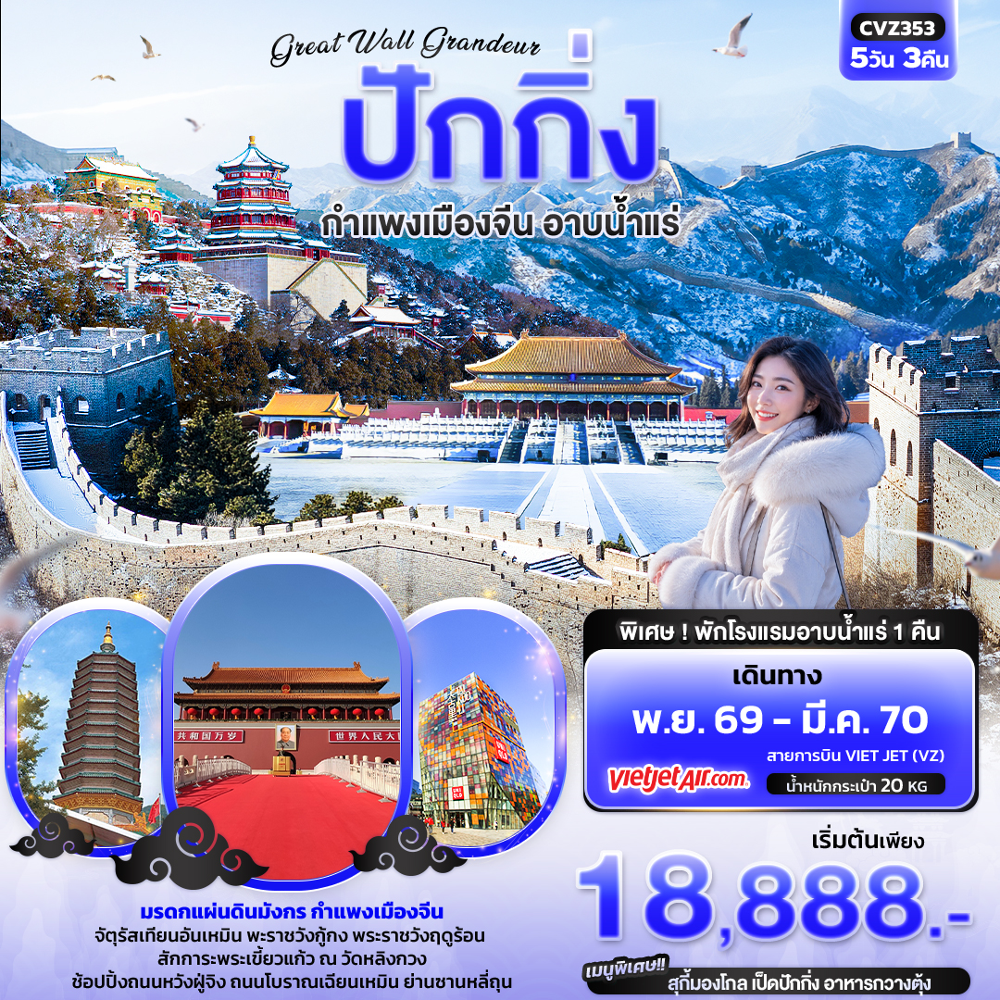 Great Wall Grandeur
CVZ353
5วัน 3คืน
ปักกิ่ง
กำแพงเมืองจีน อาบน้ำแร่
共和国万岁
世界人民大
UNIQLO
พิเศษ ! พักโรงแรมอาบน้ำแร่ 1 คืน
เดินทาง
พ.ย. 69 - มี.ค. 70
สายการบิน VIET JET (VZ)
vietjetAir.com
น้ำหนักกระเป๋า 20 KG
เริ่มต้นเพียง
18,888.-
มรดกแผ่นดินมังกร กำแพงเมืองจีน
จัตุรัสเทียนอันเหมิน พะราชวังกู้กง พระราชวังฤดูร้อน
สักการะพระเขี้ยวแก้ว ณ วัดหลิงกวง
ช้อปปิ้งถนนหวังฝู่จิง ถนนโบราณเฉียนเหมิน ย่านซานหลี่ถุน
เมนูพิเศษ!!
สุกี้มองโกล เป็ดปักกิ่ง อาหารกวางตุ้ง